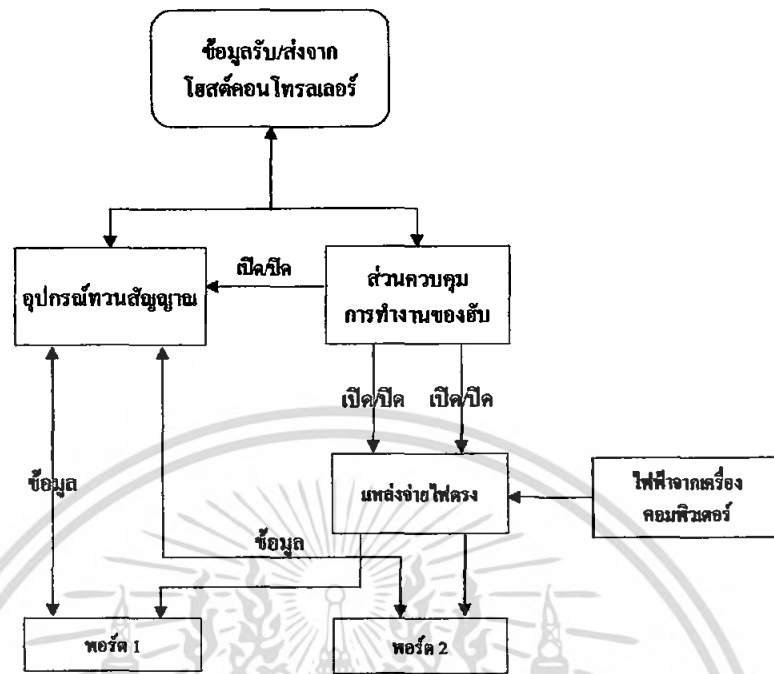 ข้อมูลรับ/ส่งจาก
โฮสต์คอนโทรลเลอร์
อุปกรณ์ทวนสัญญาณ
เปิด/ปิด
ส่วนควบคุม
การทำงานของฮับ
เปิด/ปิด เปิด/ปิด
ข้อมูล
แหล่งจ่ายไฟตรง
ไฟฟ้าจากเครื่อง
คอมพิวเตอร์
ข้อมูล
พอร์ต 1
พอร์ต 2